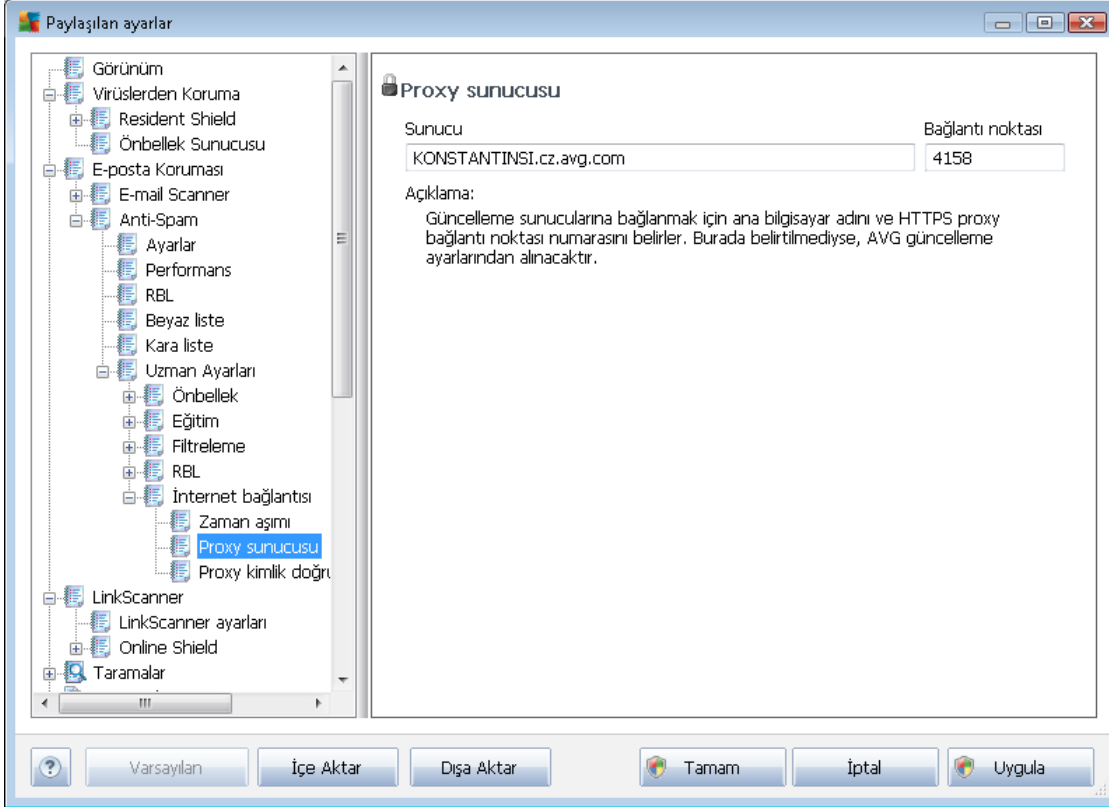 Paylaşılan ayarlar
Görünüm
Virüslerden Koruma
Resident Shield
Önbellek Sunucusu
E-posta Koruması
E-mail Scanner
Anti-Spam
Ayarlar
Performans
RBL
Beyaz liste
Kara liste
Uzman Ayarları
Önbellek
Eğitim
Filtreleme
RBL
İnternet bağlantısı
Zaman aşımı
Proxy sunucusu
Proxy kimlik doğru
LinkScanner
LinkScanner ayarları
Online Shield
Taramalar
Proxy sunucusu
Sunucu Bağlantı noktası
KONSTANTINSI.cz.avg.com 4158
Açıklama:
Güncelleme sunucularına bağlanmak için ana bilgisayar adını ve HTTPS proxy
bağlantı noktası numarasını belirler. Burada belirtilmediyse, AVG güncelleme
ayarlarından alınacaktır.
Varsayılan İçe Aktar Dışa Aktar Tamam İptal Uygula